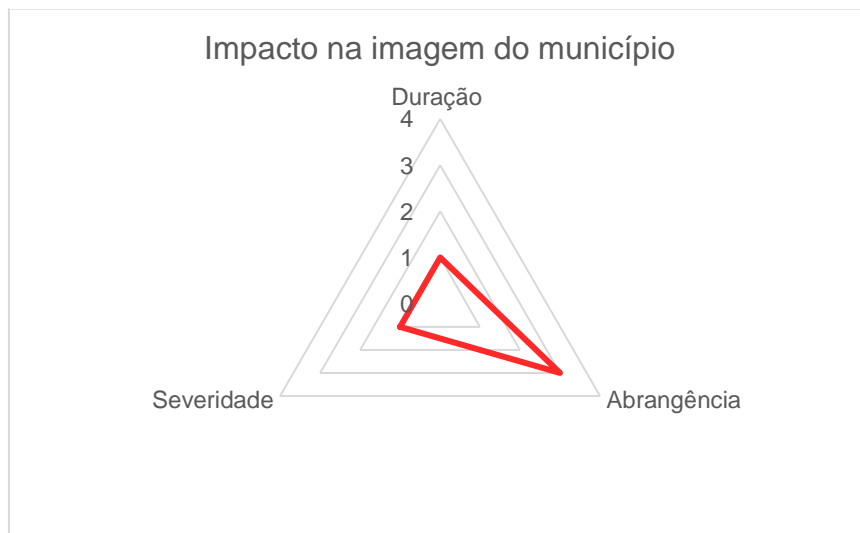 Impacto na imagem do município
Duração
4
3
2
1
0
Severidade
Abrangência